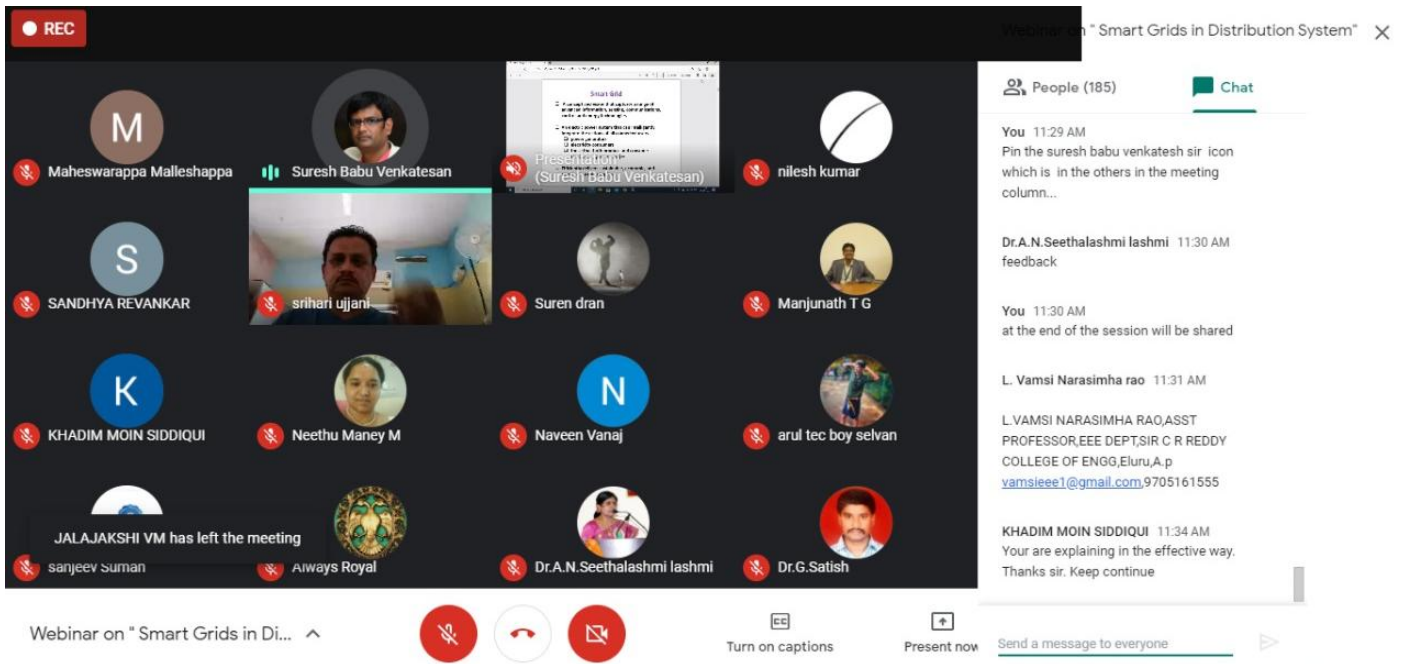 REC
Webinar on " Smart Grids in Distribution System"
People (185)
Chat
M
Maheswarappa Malleshappa
Suresh Babu Venkatesan
Smart Grid
Presentation
(Suresh Babu Venkatesan)
nilesh kumar
S
SANDHYA REVANKAR
srihari ujjani
Suren dran
Manjunath T G
K
KHADIM MOIN SIDDIQUI
Neethu Maney M
N
Naveen Vanaj
arul tec boy selvan
JALAJAKSHI VM has left the meeting
sanjeev Suman
Always Royal
Dr.A.N.Seethalashmi lashmi
Dr.G.Satish
You 11:29 AM
Pin the suresh babu venkatesh sir icon
which is in the others in the meeting
column...
Dr.A.N.Seethalashmi lashmi 11:30 AM
feedback
You 11:30 AM
at the end of the session will be shared
L. Vamsi Narasimha rao 11:31 AM
L.VAMSI NARASIMHA RAO,ASST
PROFESSOR,EEE DEPT,SIR C R REDDY
COLLEGE OF ENGG,Eluru,A.p
vamsieee1@gmail.com,9705161555
KHADIM MOIN SIDDIQUI 11:34 AM
Your are explaining in the effective way.
Thanks sir. Keep continue
Webinar on " Smart Grids in Di...
Turn on captions
Present now
Send a message to everyone